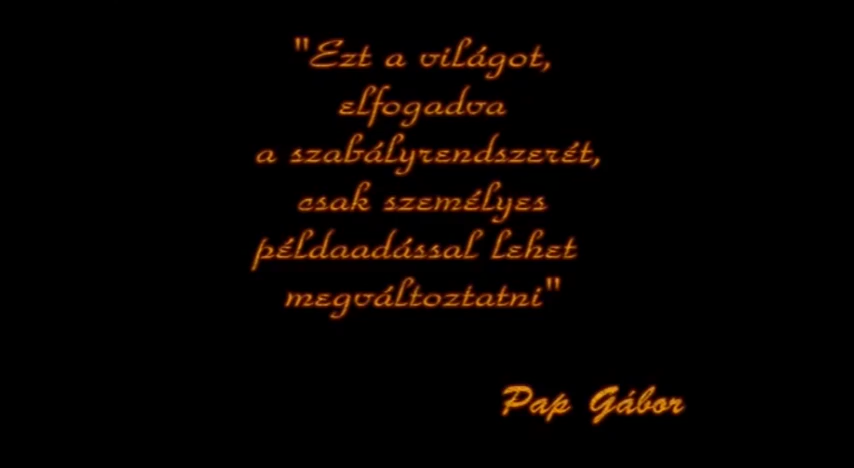 "Ezt a világot,
elfogadva
a szabályrendszerét,
csak személyes
példaadással lehet
megváltoztatni"
Pap Gábor